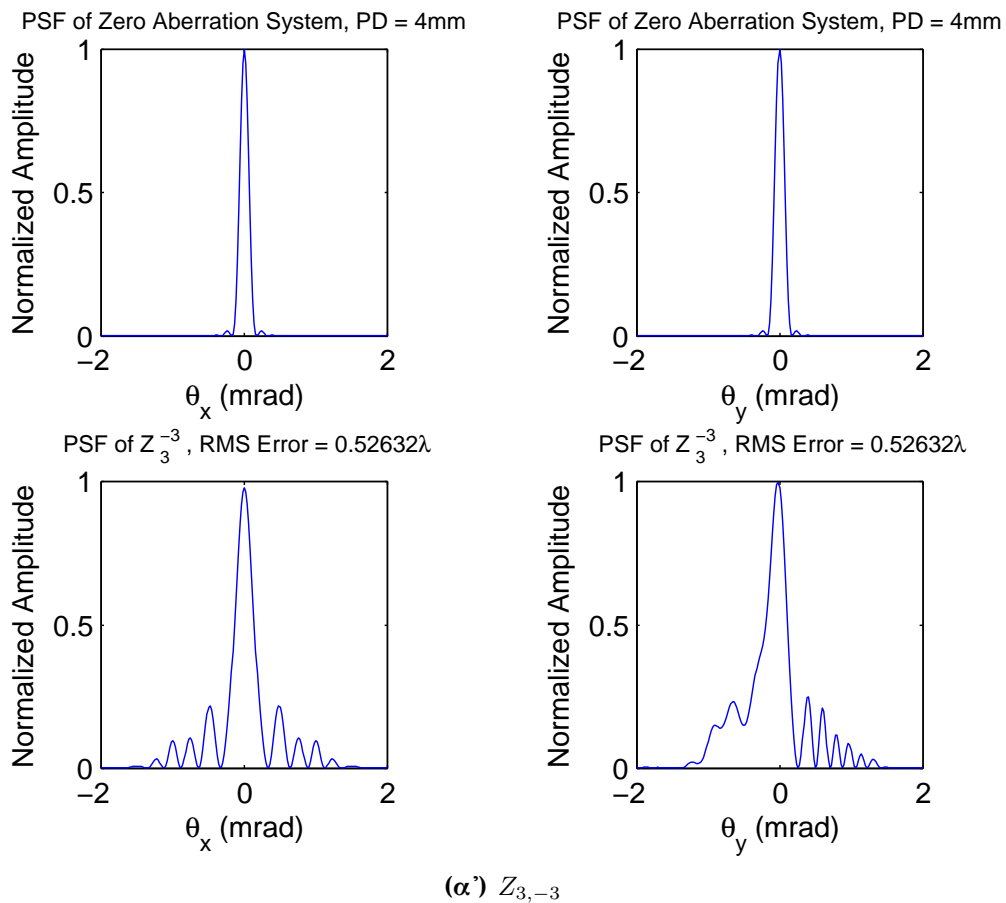 PSF of Zero Aberration System, PD = 4mm
Normalized Amplitude
1
0.5
0
−2
0
2
θx (mrad)
PSF of Zero Aberration System, PD = 4mm
Normalized Amplitude
1
0.5
0
−2
0
2
θy (mrad)
PSF of Z 3 −3 , RMS Error = 0.52632λ
Normalized Amplitude
1
0.5
0
−2
0
2
θx (mrad)
PSF of Z 3 −3 , RMS Error = 0.52632λ
Normalized Amplitude
1
0.5
0
−2
0
2
θy (mrad)
(α’) Z3,−3